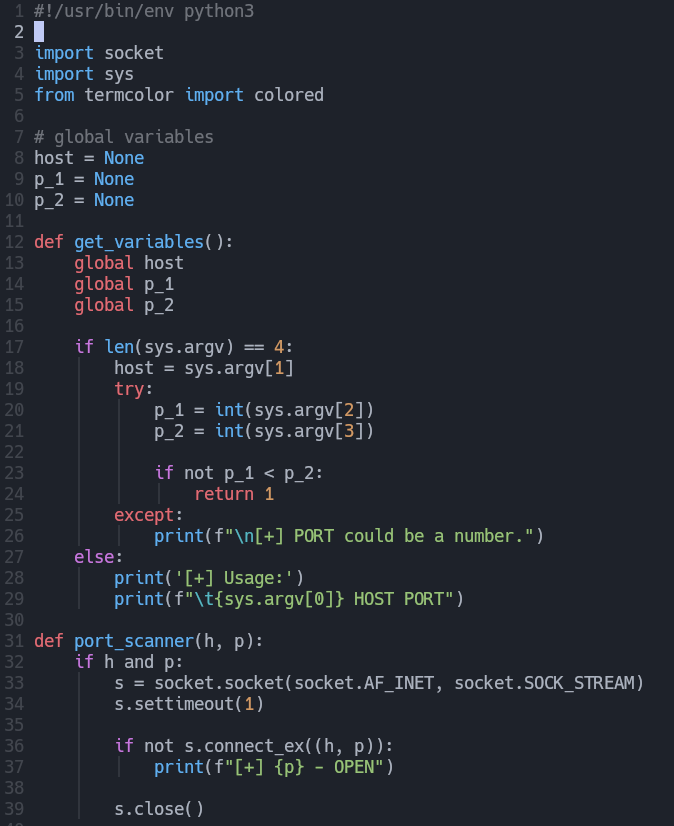 1 #!/usr/bin/env python3
2
3 import socket
4 import sys
5 from termcolor import colored
6
7 # global variables
8 host = None
9 p_1 = None
10 p_2 = None
11
12 def get_variables():
13     global host
14     global p_1
15     global p_2
16
17     if len(sys.argv) == 4:
18         host = sys.argv[1]
19         try:
20             p_1 = int(sys.argv[2])
21             p_2 = int(sys.argv[3])
22
23             if not p_1 < p_2:
24                 return 1
25         except:
26             print(f"\n[+] PORT could be a number.")
27     else:
28         print('[+] Usage:')
29         print(f"\t{sys.argv[0]} HOST PORT")
30
31 def port_scanner(h, p):
32     if h and p:
33         s = socket.socket(socket.AF_INET, socket.SOCK_STREAM)
34         s.settimeout(1)
35
36         if not s.connect_ex((h, p)):
37             print(f"[+] {p} - OPEN")
38
39         s.close()